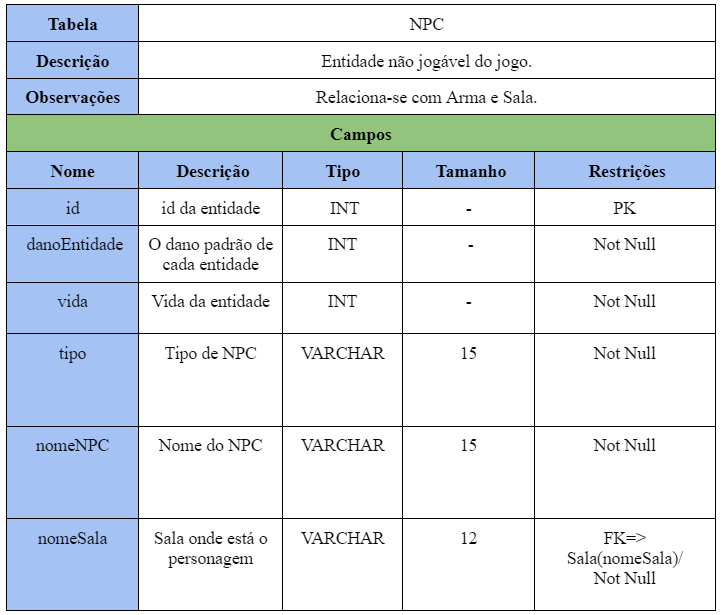 Tabela NPC
Descrição Entidade não jogável do jogo.
Observações Relaciona-se com Arma e Sala.
Campos
Nome Descrição Tipo Tamanho Restrições
id id da entidade INT - PK
danoEntidade O dano padrão de INT - Not Null
cada entidade
vida Vida da entidade INT - Not Null
tipo Tipo de NPC VARCHAR 15 Not Null
nomeNPC Nome do NPC VARCHAR 15 Not Null
nomeSala Sala onde está o VARCHAR 12 FK=>
personagem Sala(nomeSala)/
Not Null